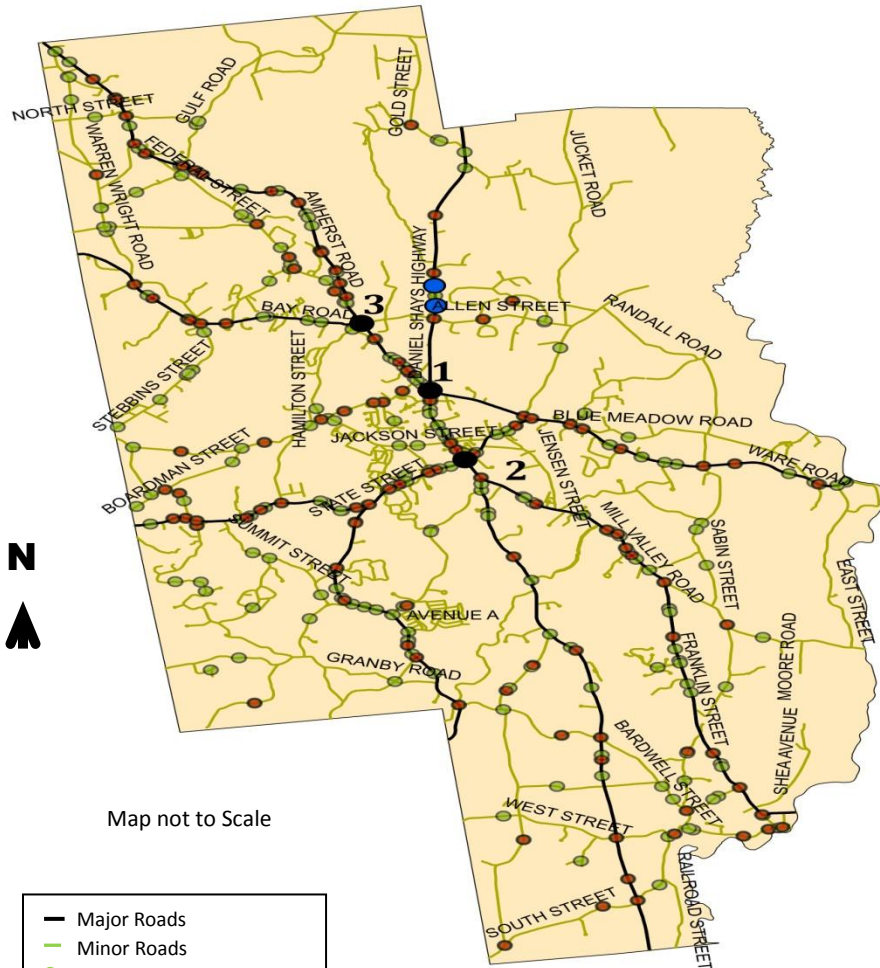 GOLD STREET
GULF ROAD
NORTH STREET
JUCKET ROAD
FEDERAL STREET
WARREN WRIGHT ROAD
AMHERST ROAD
DANIEL SHAYS HIGHWAY
ALLEN STREET
RANDALL ROAD
BAY ROAD
3
1
STEBBINS STREET
HAMILTON STREET
BLUE MEADOW ROAD
JACKSON STREET
JENSEN STREET
WARE ROAD
BOARDMAN STREET
STATE STREET
2
MILL VALLEY ROAD
SUMMIT STREET
SABIN STREET
N
EAST STREET
AVENUE A
GRANBY ROAD
FRANKLIN STREET
MOORE ROAD
SHEA AVENUE
BARDWELL STREET
WEST STREET
Map not to Scale
RAILROAD STREET
SOUTH STREET
Major Roads
Minor Roads